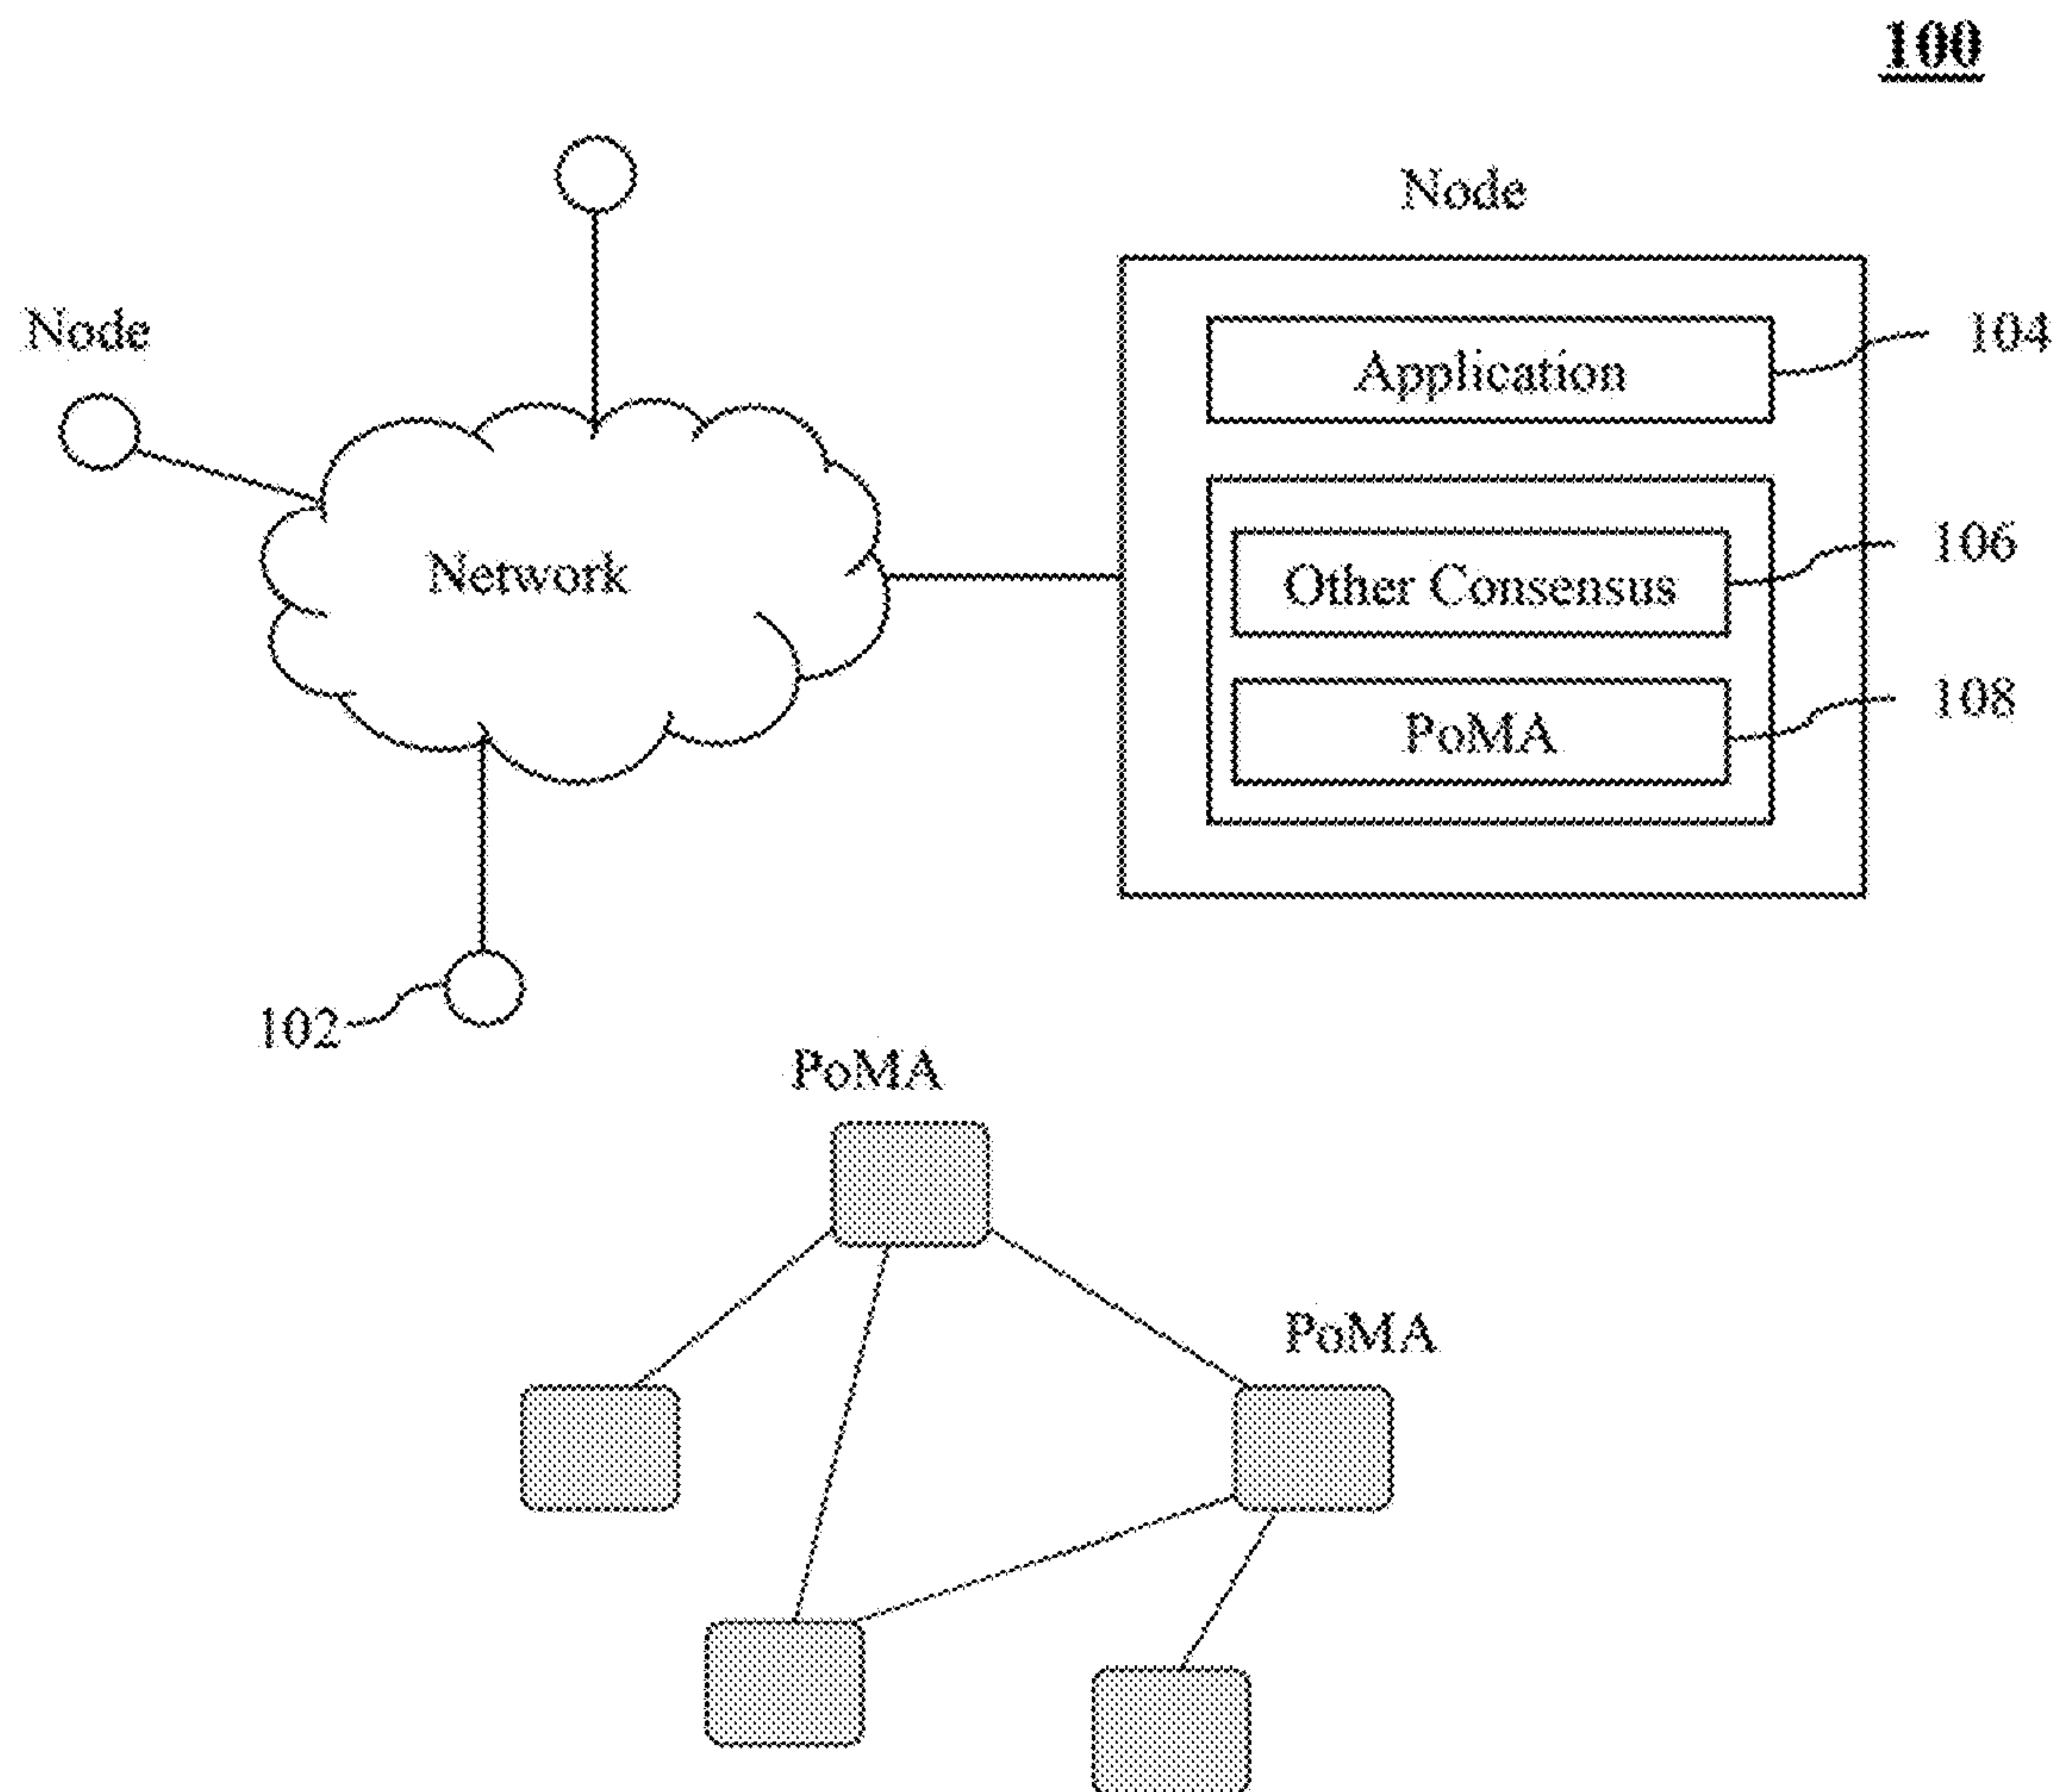 100
Node
Node
Application
104
Network
Other Consensus
106
PoMA
108
102
PoMA
PoMA